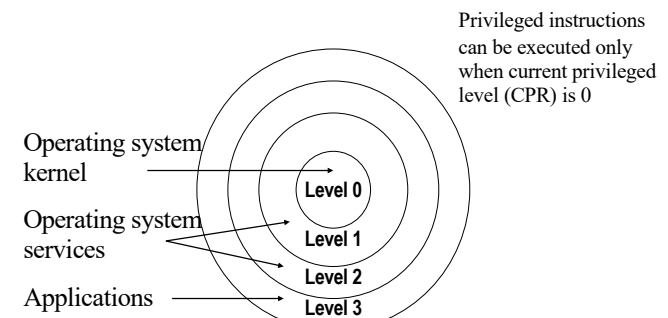 Privileged instructions
can be executed only
when current privileged
level (CPR) is 0
Operating system
kernel
Level 0
Operating system
services
Level 1
Level 2
Applications
Level 3